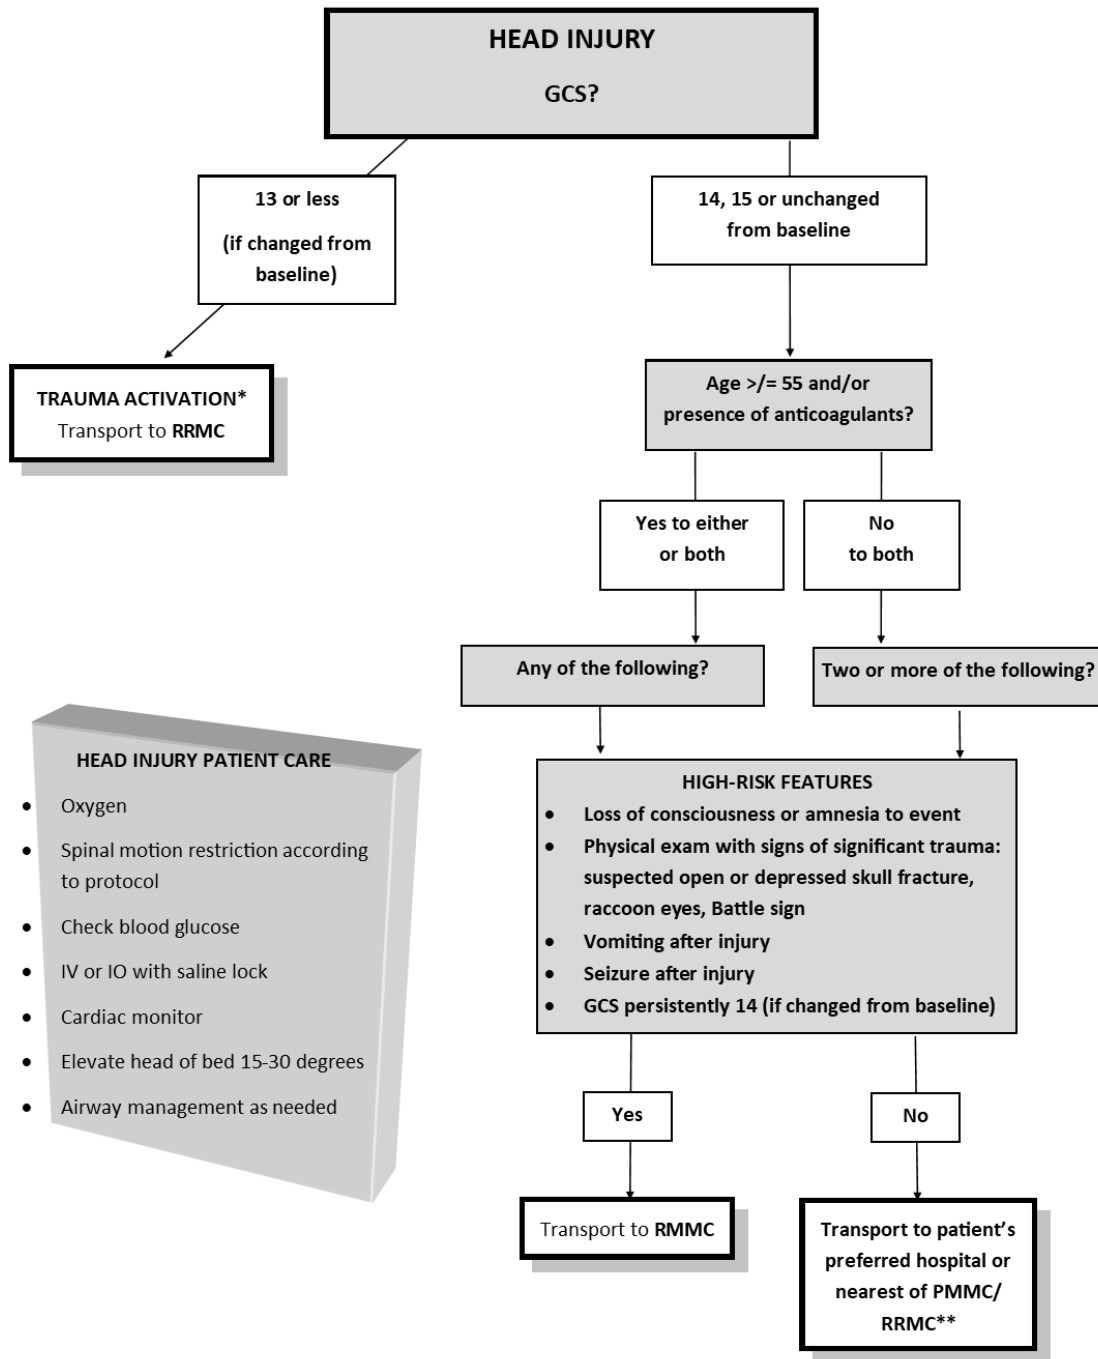 HEAD INJURY
GCS?
13 or less
(if changed from
baseline)
14, 15 or unchanged
from baseline
TRAUMA ACTIVATION*
Transport to RRMC
Age >/= 55 and/or
presence of anticoagulants?
Yes to either
or both
No
to both
Any of the following?
Two or more of the following?
HIGH-RISK FEATURES
• Loss of consciousness or amnesia to event
• Physical exam with signs of significant trauma:
suspected open or depressed skull fracture,
raccoon eyes, Battle sign
• Vomiting after injury
• Seizure after injury
• GCS persistently 14 (if changed from baseline)
HEAD INJURY PATIENT CARE
• Oxygen
• Spinal motion restriction according
to protocol
• Check blood glucose
• IV or IO with saline lock
• Cardiac monitor
• Elevate head of bed 15-30 degrees
• Airway management as needed
Yes
No
Transport to RMMC
Transport to patient’s
preferred hospital or
nearest of PMMC/
RRMC**